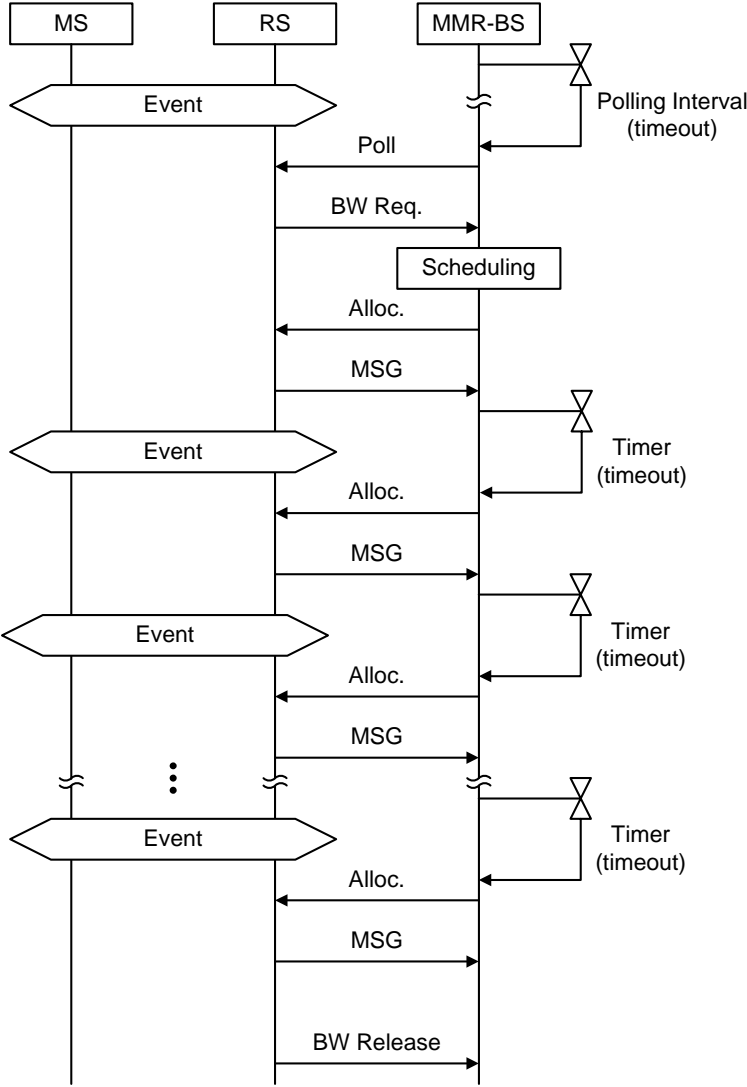 MS
RS
MMR-BS
Event
Polling Interval
(timeout)
Poll
BW Req.
Scheduling
Alloc.
MSG
Event
Timer
(timeout)
Alloc.
MSG
Event
Timer
(timeout)
Alloc.
MSG
Event
Timer
(timeout)
Alloc.
MSG
BW Release